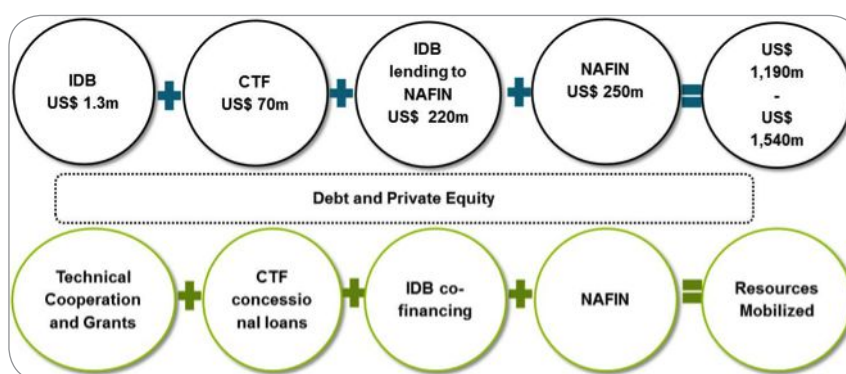 IDB
US$ 1.3m
CTF
US$ 70m
IDB
lending to
NAFIN
US$ 220m
NAFIN
US$ 250m
US$
1,190m
-
US$
1,540m
Debt and Private Equity
Technical
Cooperation
and Grants
CTF
concessio
nal loans
IDB co-
financing
NAFIN
Resources
Mobilized